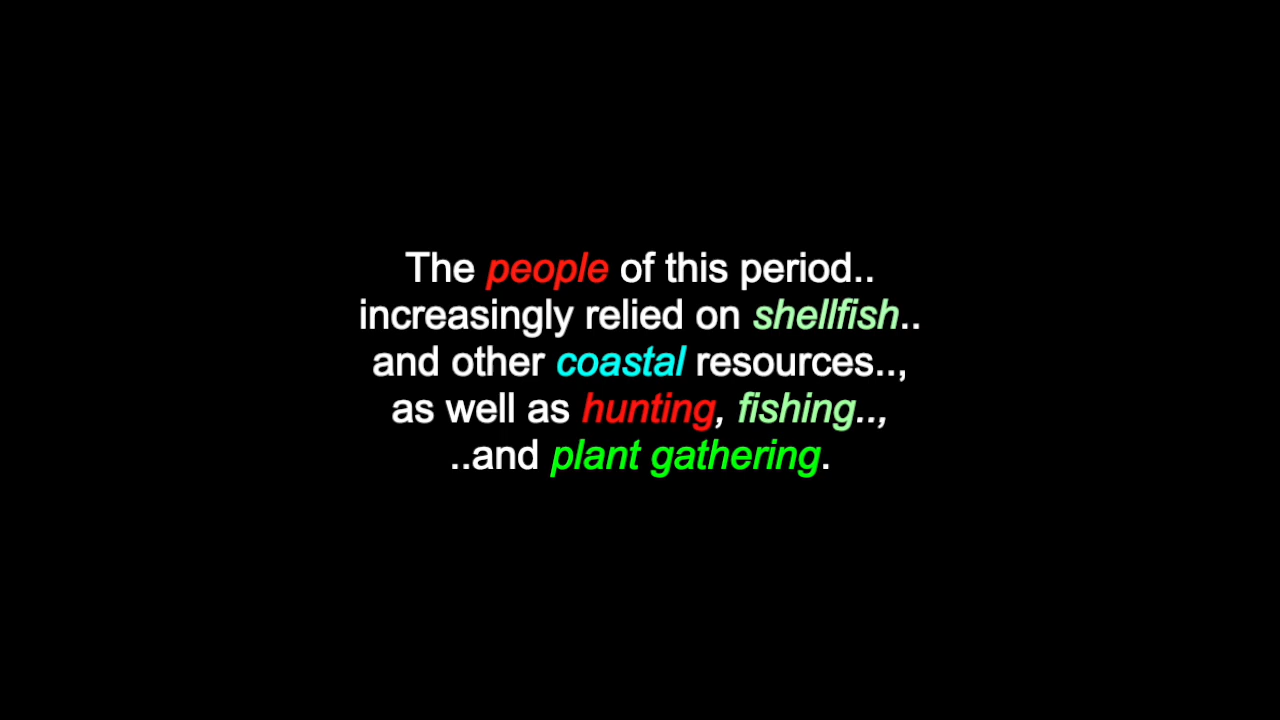 The people of this period..
increasingly relied on shellfish..
and other coastal resources..,
as well as hunting, fishing..,
..and plant gathering.